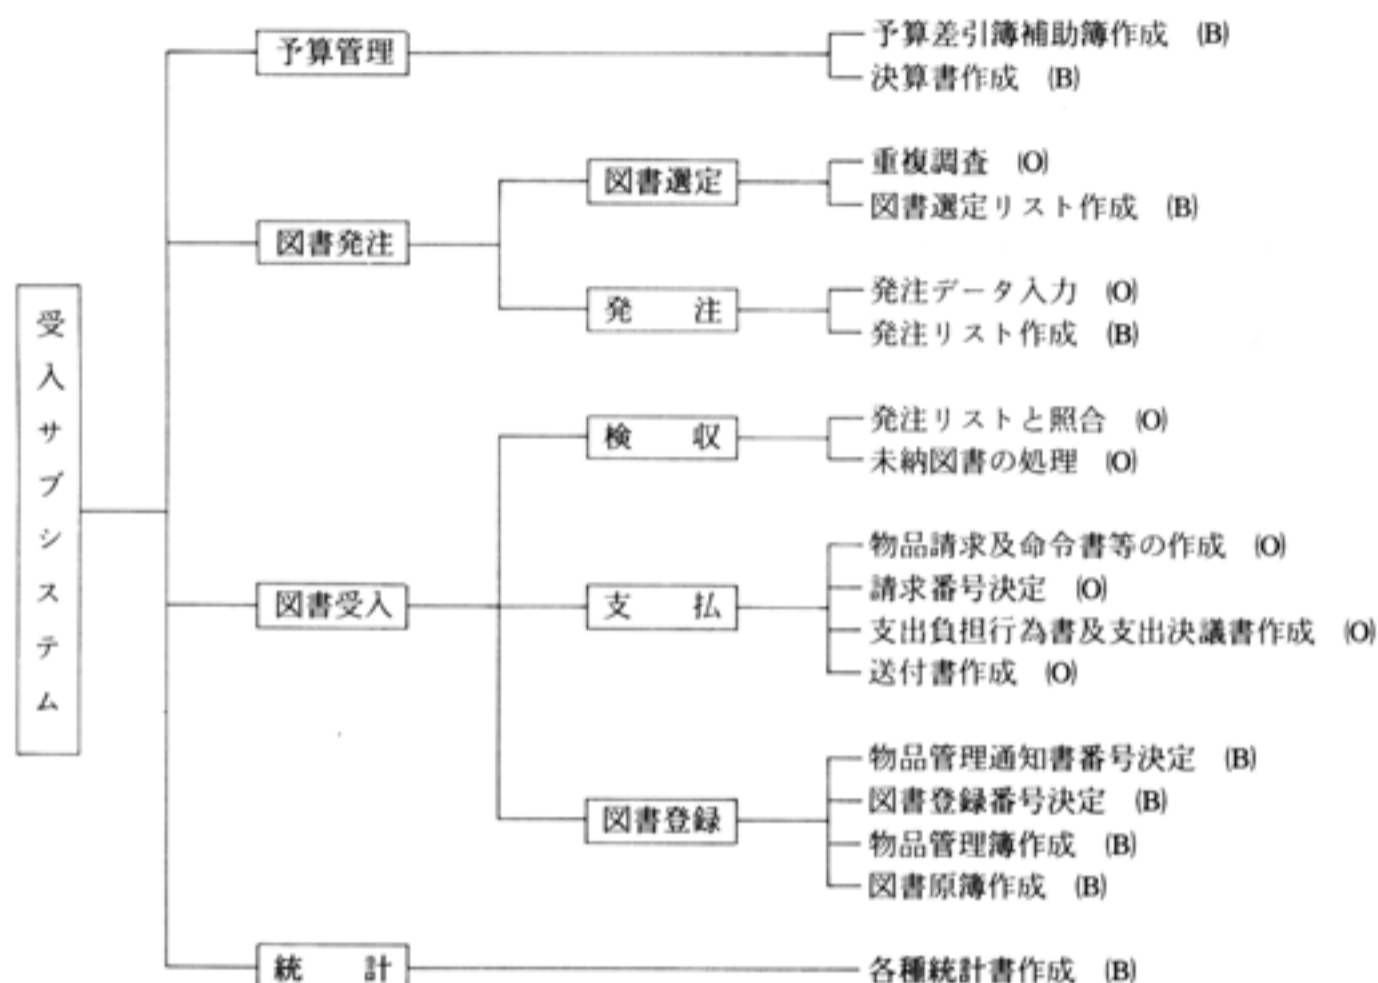 受入サブシステム
予算管理
予算差引簿補助簿作成 (B)
決算書作成 (B)
図書発注
図書選定
重複調査 (O)
図書選定リスト作成 (B)
発注
発注データ入力 (O)
発注リスト作成 (B)
図書受入
検収
発注リストと照合 (O)
未納図書の処理 (O)
支払
物品請求及命令書等の作成 (O)
請求番号決定 (O)
支出負担行為書及支出決議書作成 (O)
送付書作成 (O)
図書登録
物品管理通知書番号決定 (B)
図書登録番号決定 (B)
物品管理簿作成 (B)
図書原簿作成 (B)
統計
各種統計書作成 (B)